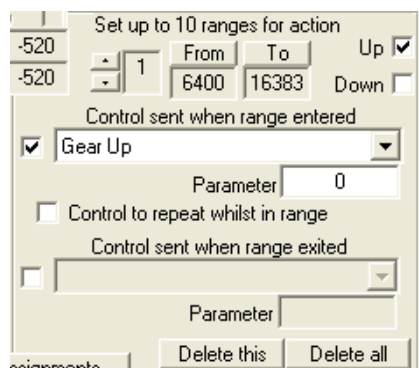 Set up to 10 ranges for action
-520
-520
1
From To
6400 16383
Up
Down
Control sent when range entered
Gear Up
Parameter 0
Control to repeat whilst in range
Control sent when range exited
Parameter
Delete this Delete all